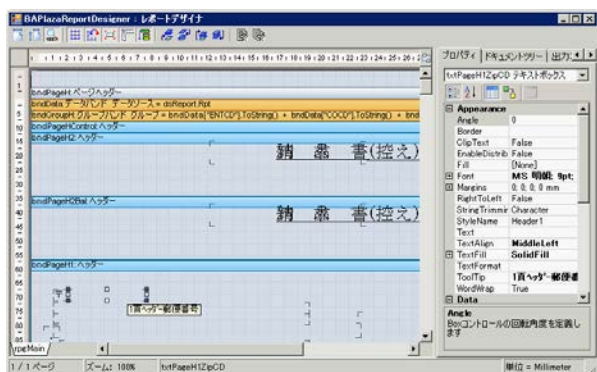 BAPlazaReportDesigner : レポートデザイナ
プロパティ ドキュメントツリー 出力
txtPageH1ZipCD テキストボックス
bndPageH: ページヘッダー
bndData: データバンド データソース = dsReport.Rpt
bndGroupH: グループバンド グループ = bndData["ENTCD"].ToString() + bndData["COCD"].ToString() + bnd
bndPageHControl: ヘッダー
bndPageH2: ヘッダー
書(控え)
bndPageH2Bal: ヘッダー
書(控え)
bndPageH1: ヘッダー
1頁ヘッダー郵便番号
Appearance
Angle 0
Border
ClipText False
EnableDistrib False
Fill [None]
Font MS 明朝, 9pt;
Margins 0; 0; 0; 0 mm
RightToLeft False
StringTrimmir Character
StyleName Header1
Text
TextAlign MiddleLeft
TextFill SolidFill
TextFormat
ToolTip 1頁ヘッダー郵便番
WordWrap True
Data
Angle
Boxコントロールの回転角度を定義し
ます
rpgMain
1 / 1 ページ ズーム: 100% txtPageH1ZipCD 単位 = Millimeter